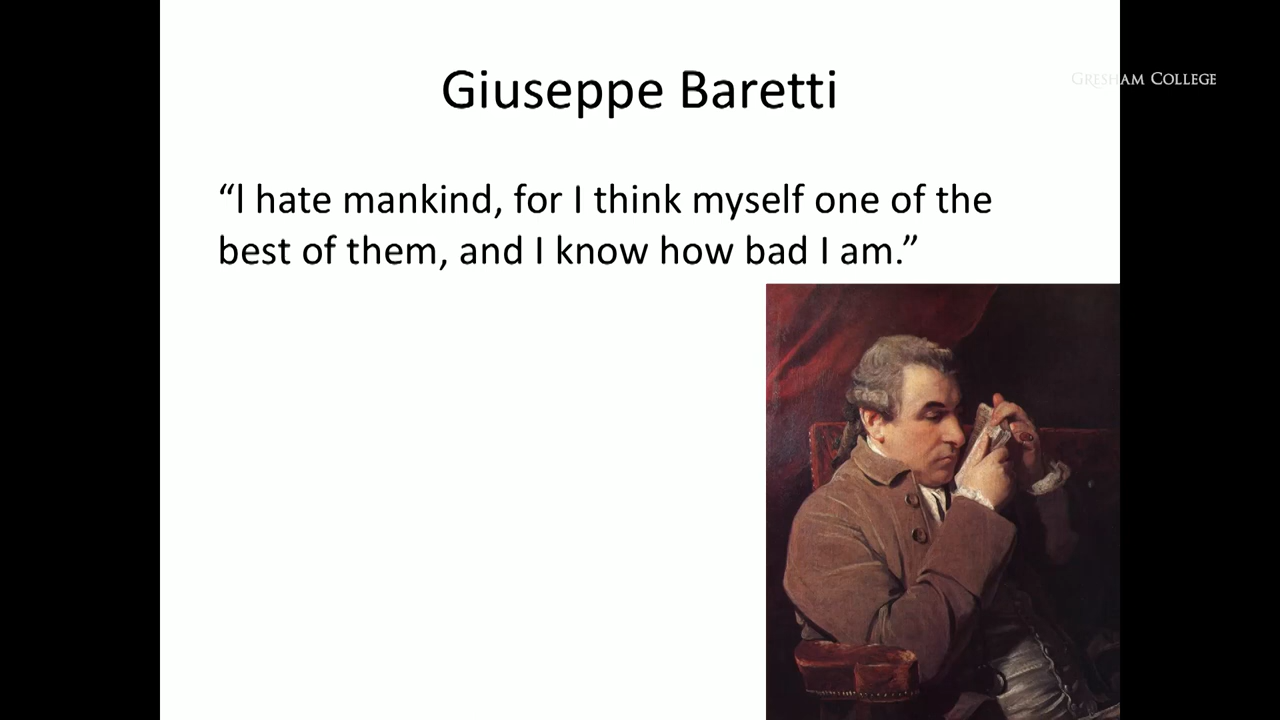 Giuseppe Baretti
GRESHAM COLLEGE
“I hate mankind, for I think myself one of the
best of them, and I know how bad I am.”